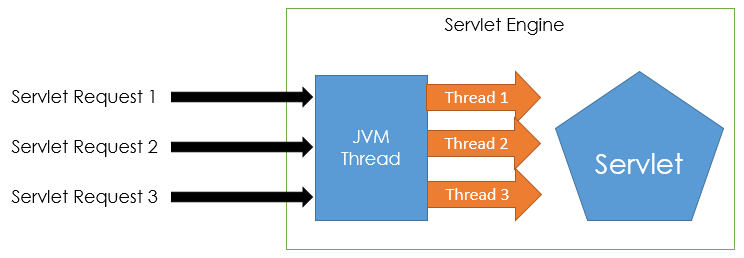 Servlet Engine
Servlet Request 1
Servlet Request 2
Servlet Request 3
JVM
Thread
Thread 1
Thread 2
Thread 3
Servlet